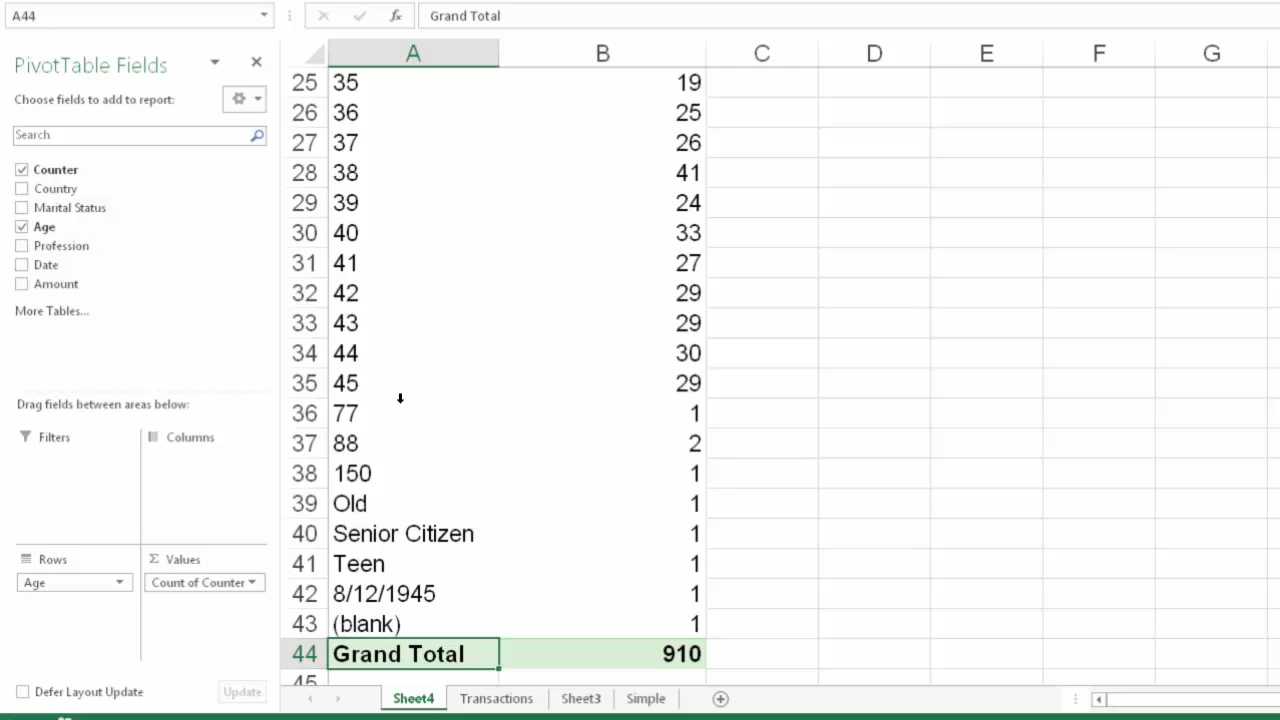 A44
fx
Grand Total
PivotTable Fields
Choose fields to add to report:
Search
Counter
Country
Marital Status
Age
Profession
Date
Amount
More Tables...
Drag fields between areas below:
Filters
Columns
Rows
Σ Values
Age
Count of Counter
Defer Layout Update
Update
A B C D E F G
25 35 19
26 36 25
27 37 26
28 38 41
29 39 24
30 40 33
31 41 27
32 42 29
33 43 29
34 44 30
35 45 29
36 77 1
37 88 2
38 150 1
39 Old 1
40 Senior Citizen 1
41 Teen 1
42 8/12/1945 1
43 (blank) 1
44 Grand Total 910
45
Sheet4 Transactions Sheet3 Simple